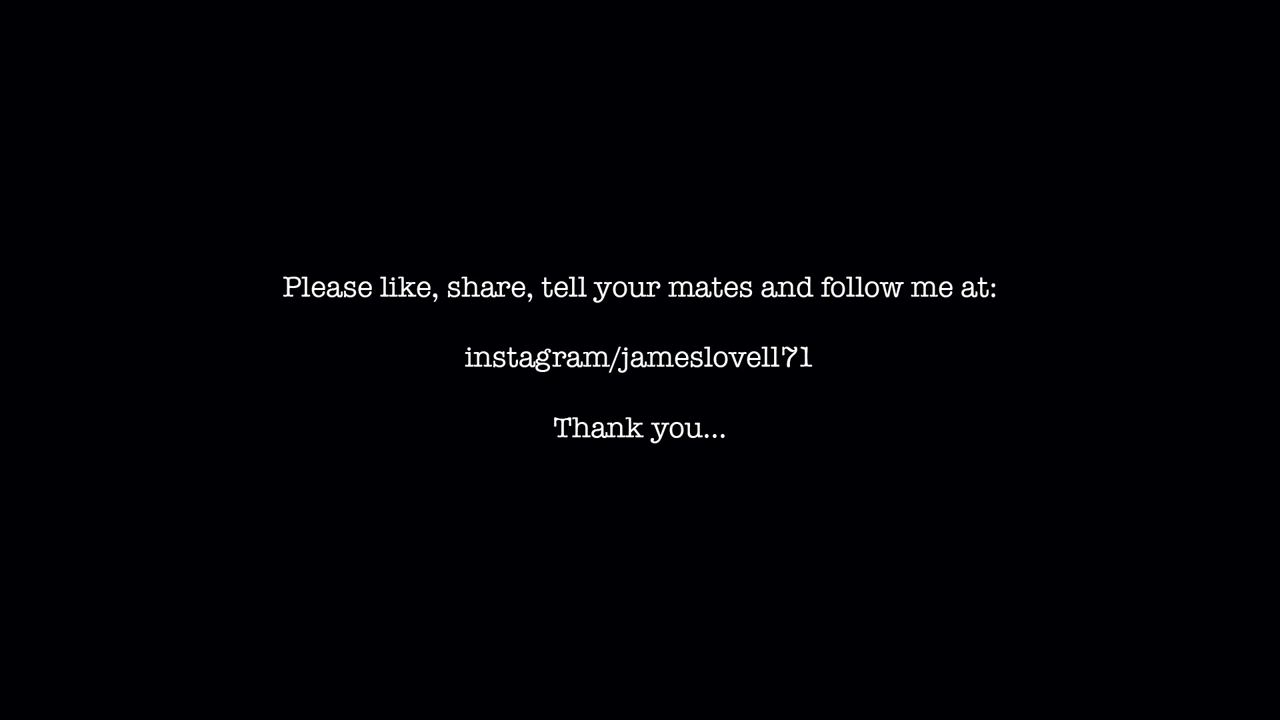 Please like, share, tell your mates and follow me at:
instagram/jameslovell71
Thank you...